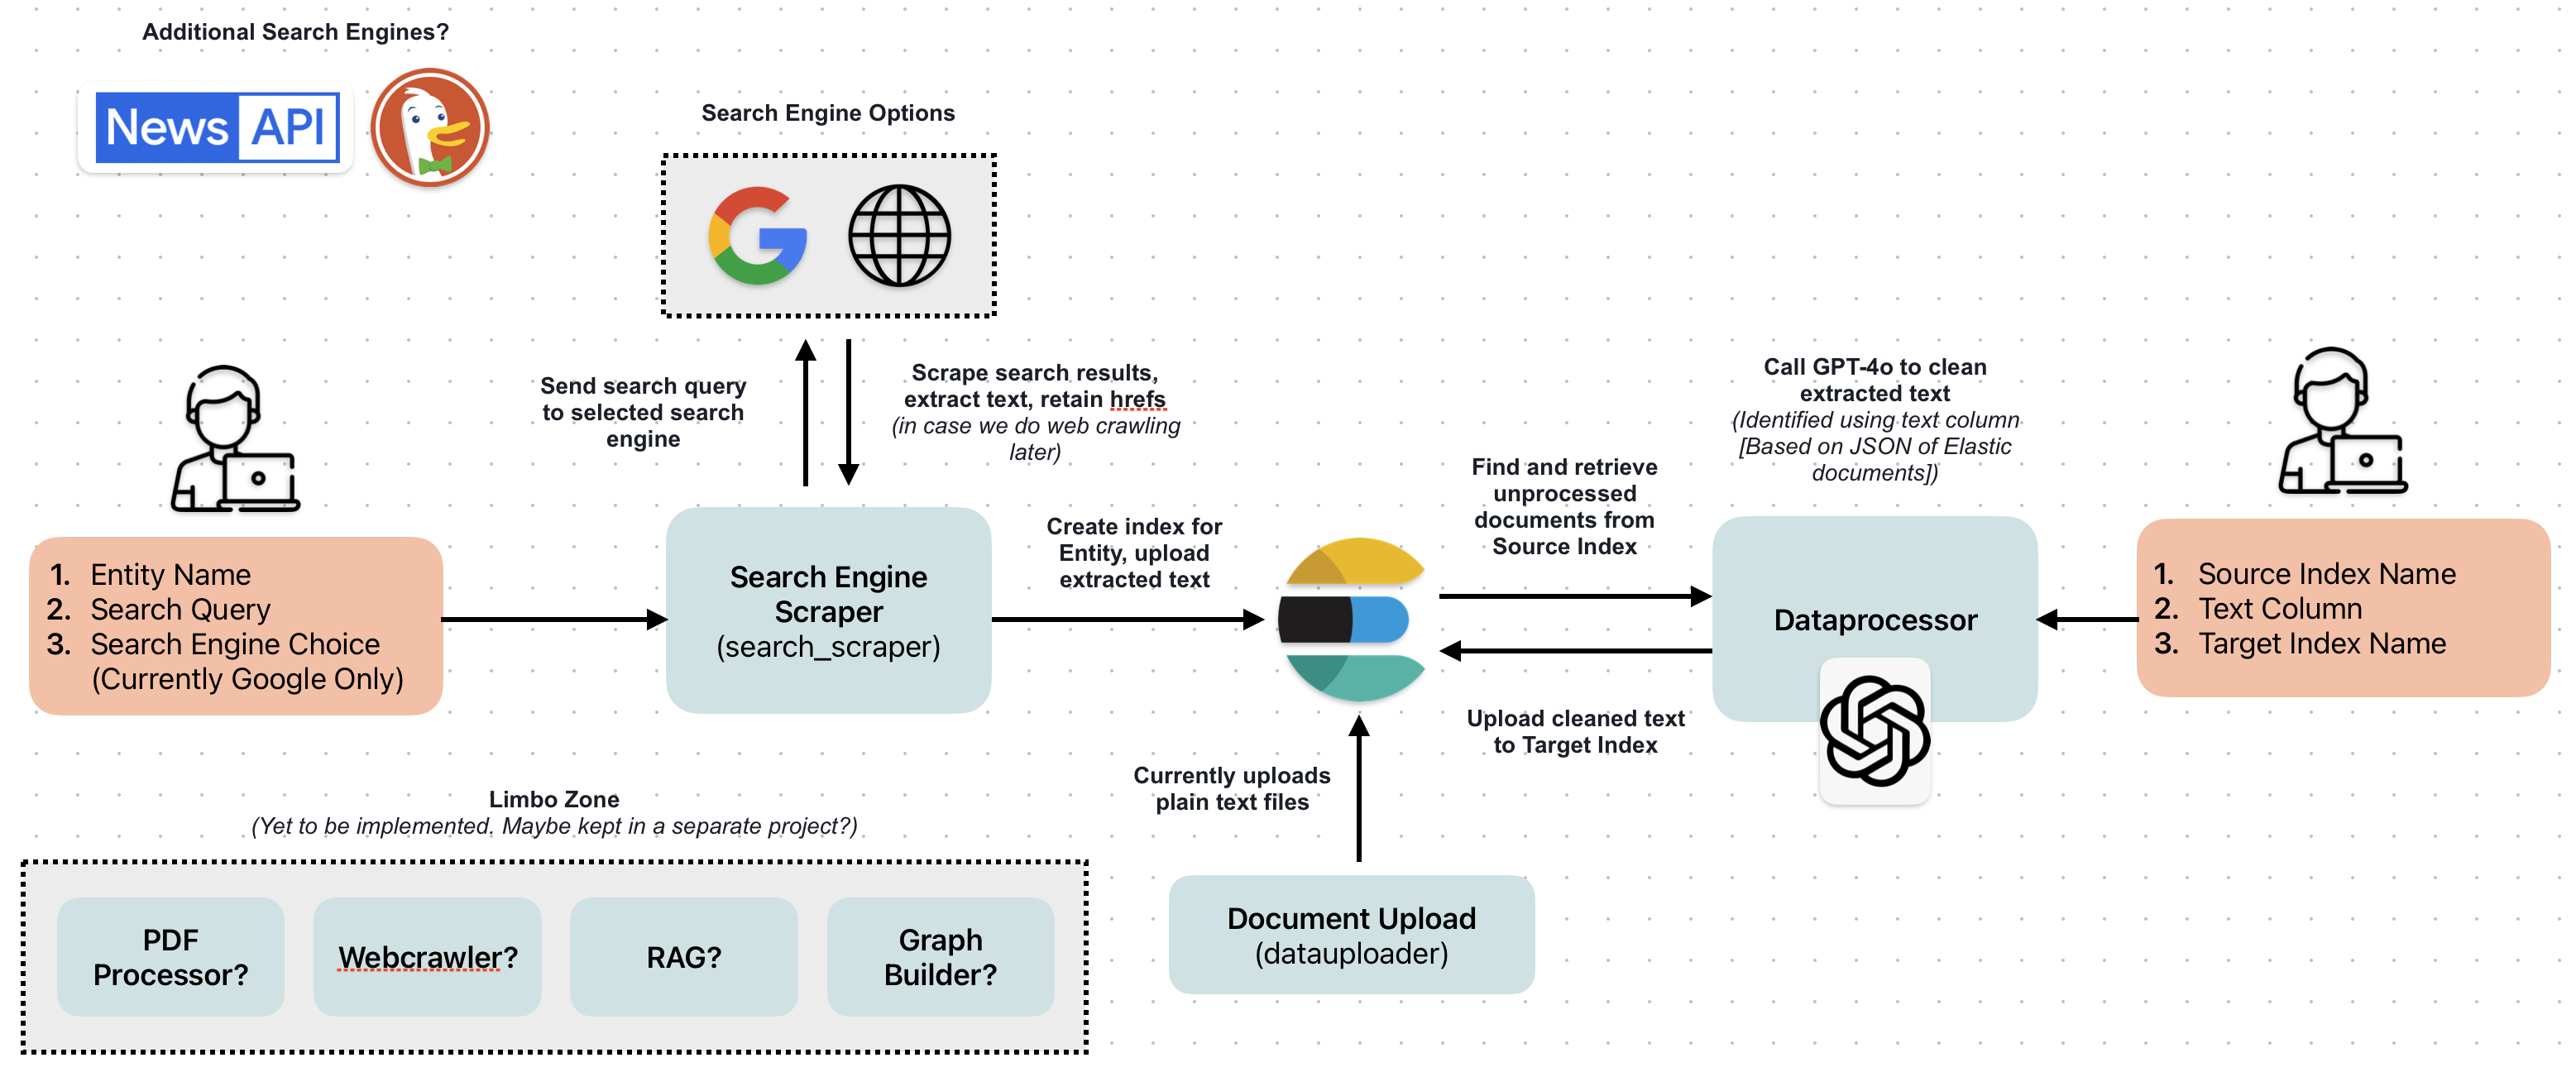 Additional Search Engines?
News API
Search Engine Options
Send search query
to selected search
engine
Scrape search results,
extract text, retain hrefs
(in case we do web crawling
later)
1. Entity Name
2. Search Query
3. Search Engine Choice
(Currently Google Only)
Search Engine
Scraper
(search_scraper)
Create index for
Entity, upload
extracted text
Find and retrieve
unprocessed
documents from
Source Index
Call GPT-4o to clean
extracted text
(Identified using text column
[Based on JSON of Elastic
documents])
Dataprocessor
1. Source Index Name
2. Text Column
3. Target Index Name
Upload cleaned text
to Target Index
Currently uploads
plain text files
Document Upload
(datauploader)
Limbo Zone
(Yet to be implemented. Maybe kept in a separate project?)
PDF
Processor?
Webcrawler?
RAG?
Graph
Builder?